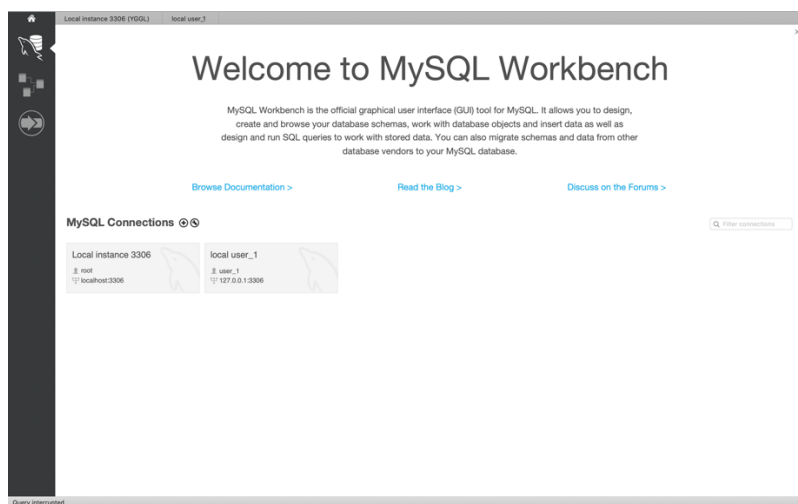 Local instance 3306 (YGGL) local user_1
Welcome to MySQL Workbench
MySQL Workbench is the official graphical user interface (GUI) tool for MySQL. It allows you to design,
create and browse your database schemas, work with database objects and insert data as well as
design and run SQL queries to work with stored data. You can also migrate schemas and data from other
database vendors to your MySQL database.
Browse Documentation > Read the Blog > Discuss on the Forums >
MySQL Connections
Filter connections
Local instance 3306
root
localhost:3306
local user_1
user_1
127.0.0.1:3306
Query interrupted